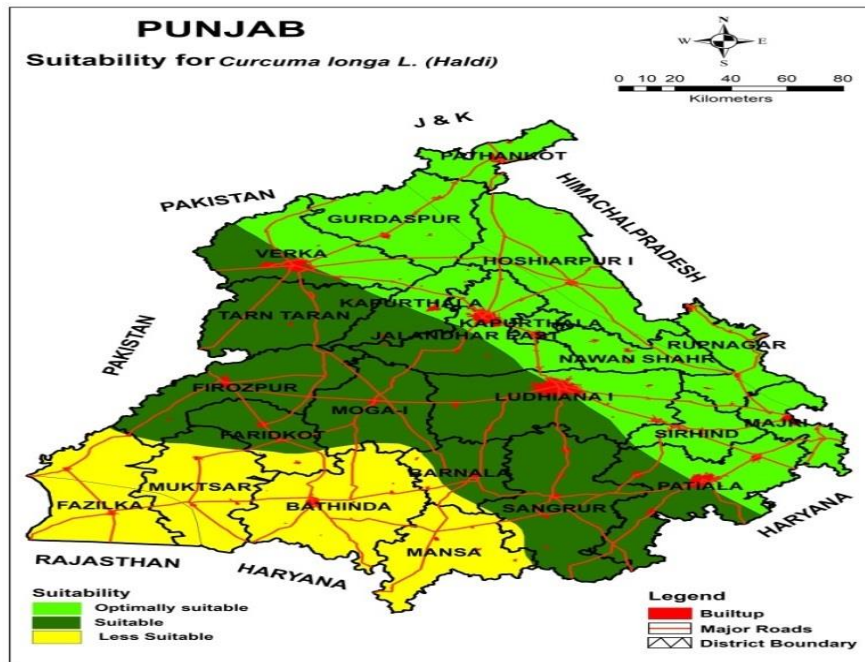 PUNJAB
Suitability for Curcuma longa L. (Haldi)
N
W E
S
0 10 20 40 60 80
Kilometers
J & K
PATHANKOT
PAKISTAN
HIMACHALPRADESH
GURDASPUR
VERKA
HOSHIARPUR I
KAPURTHALA
TARN TARAN
KAPURTHALA
JALANDHAR EAST
RUPNAGAR
NAWAN SHAHR
PAKISTAN
FIROZPUR
MOGA-I
LUDHIANA I
MAJRI
SIRHIND
FARIDKOT
BARNALA
MUKTSAR
PATIALA
FAZILKA
BATHINDA
SANGRUR
HARYANA
MANSA
RAJASTHAN
HARYANA
Suitability
Optimally suitable
Suitable
Less Suitable
Legend
Builtup
Major Roads
District Boundary